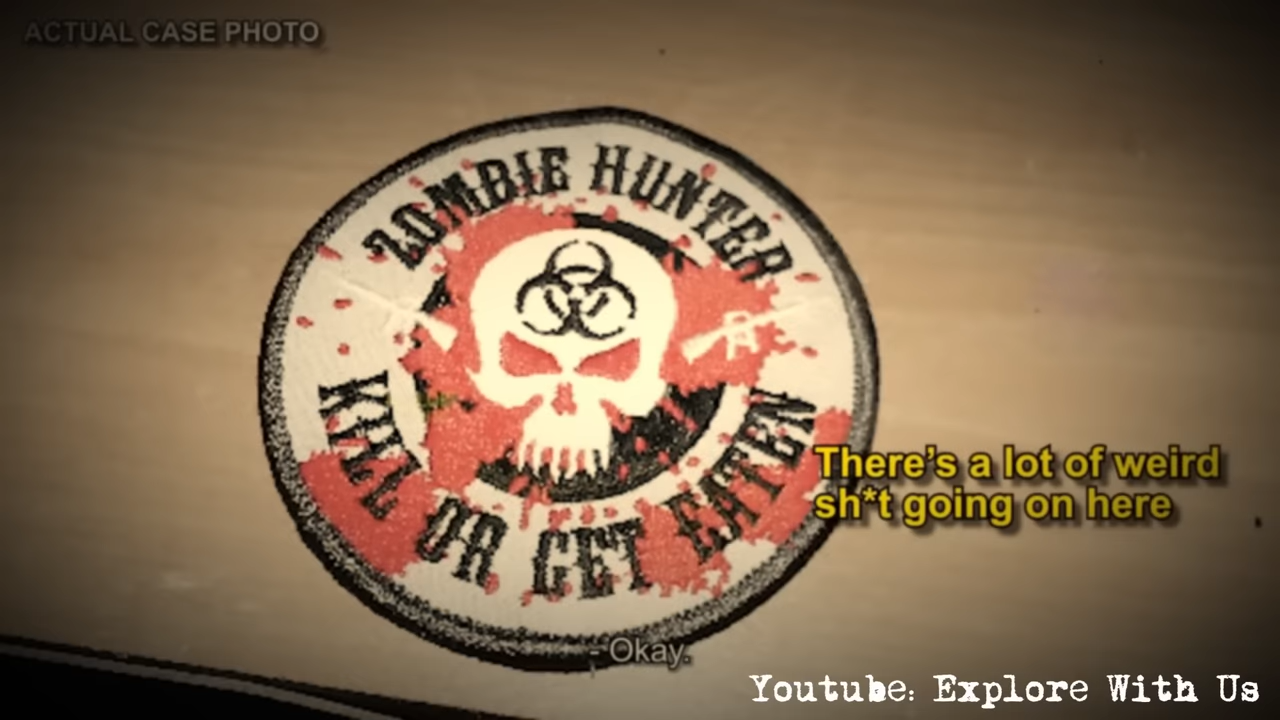 ACTUAL CASE PHOTO
ZOMBIE HUNTER
KILL OR GET EATEN
There's a lot of weird
sh*t going on here
- Okay.
Youtube: Explore With Us